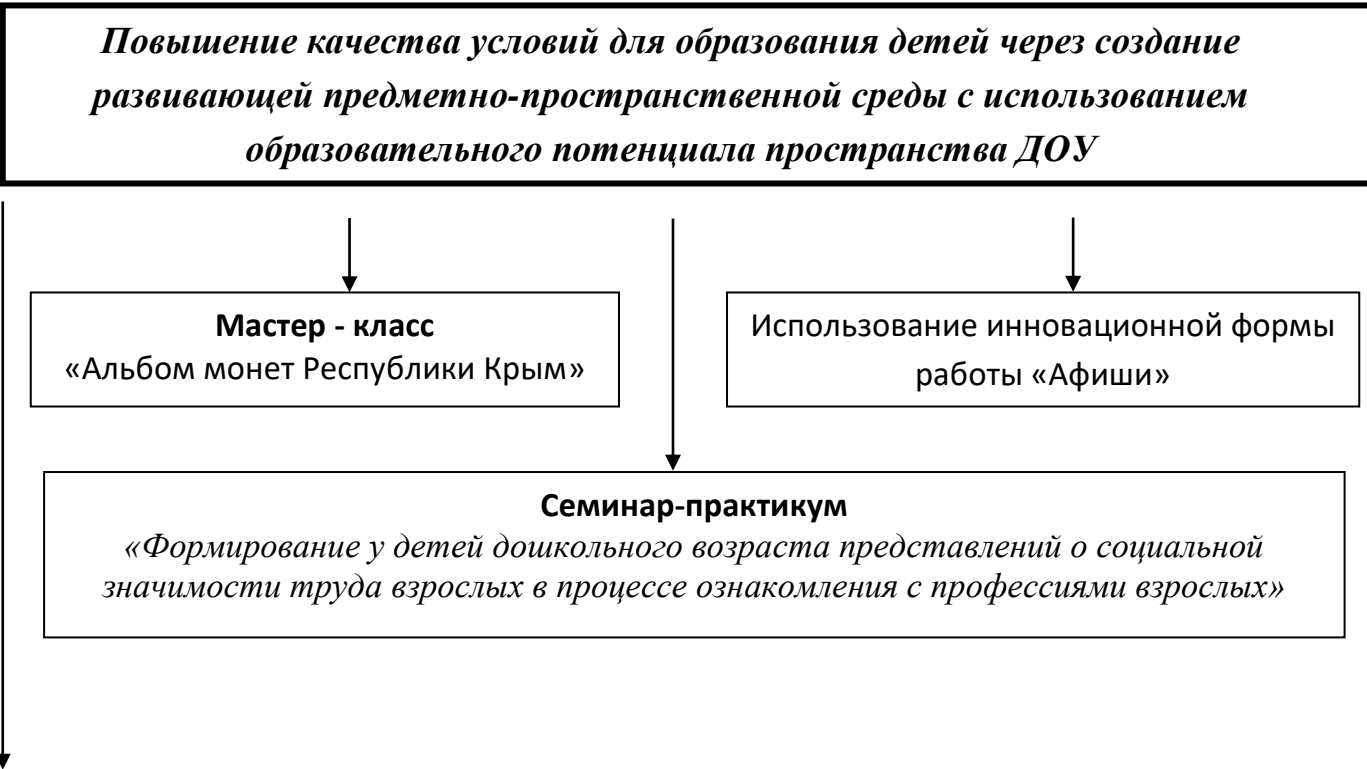 Повышение качества условий для образования детей через создание
развивающей предметно-пространственной среды с использованием
образовательного потенциала пространства ДОУ
Мастер - класс
«Альбом монет Республики Крым»
Использование инновационной формы
работы «Афиши»
Семинар-практикум
«Формирование у детей дошкольного возраста представлений о социальной
значимости труда взрослых в процессе ознакомления с профессиями взрослых»